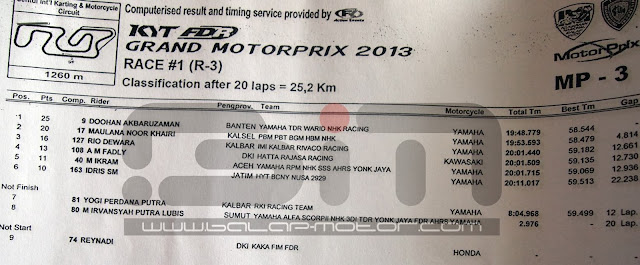 Sentul Int'l Karting & Motorcycle
Circuit
1260 m
Computerised result and timing service provided by
Action Events
KYT FDR
GRAND MOTORPRIX 2013
RACE #1 (R-3)
Classification after 20 laps = 25,2 Km
MotorPrix
MP - 3
Pos. Pts Comp. Rider Pengprov. Team Motorcycle Total Tm Best Tm Gap
1 25 9 DOOHAN AKBARUZAMAN BANTEN YAMAHA TDR WARIO NHK RACING YAMAHA 19:48.779 58.544
2 20 17 MAULANA NOOR KHAIRI KALSEL PBM PBT BGM HBM NHK YAMAHA 19:53.593 58.479 4.814
3 16 127 RIO DEWARA KALBAR IMI KALBAR RIVACO RACING YAMAHA 20:01.440 59.182 12.661
4 13 108 A M FADLY DKI HATTA RAJASA RACING KAWASAKI 20:01.509 59.135 12.730
5 11 40 M IKRAM ACEH YAMAHA RPM NHK SSS AHRS YONK JAYA YAMAHA 20:01.715 59.069 12.936
6 10 163 IDRIS SM JATIM HYT BCNY NUSA 2929 YAMAHA 20:11.017 59.513 22.238
Not Finish
7 81 YOGI PERDANA PUTRA KALBAR RKI RACING TEAM YAMAHA 8:04.968 59.499 12 Lap.
8 80 M IRVANSYAH PUTRA LUBIS SUMUT YAMAHA ALFA SCORPII NHK 3DI TDR YONK JAYA FDR AHRS YAMAHA 2.976 - 20 Lap.
Not Start
9 74 REYNADI DKI KAKA FIM FDR HONDA -
www.balap-motor.com